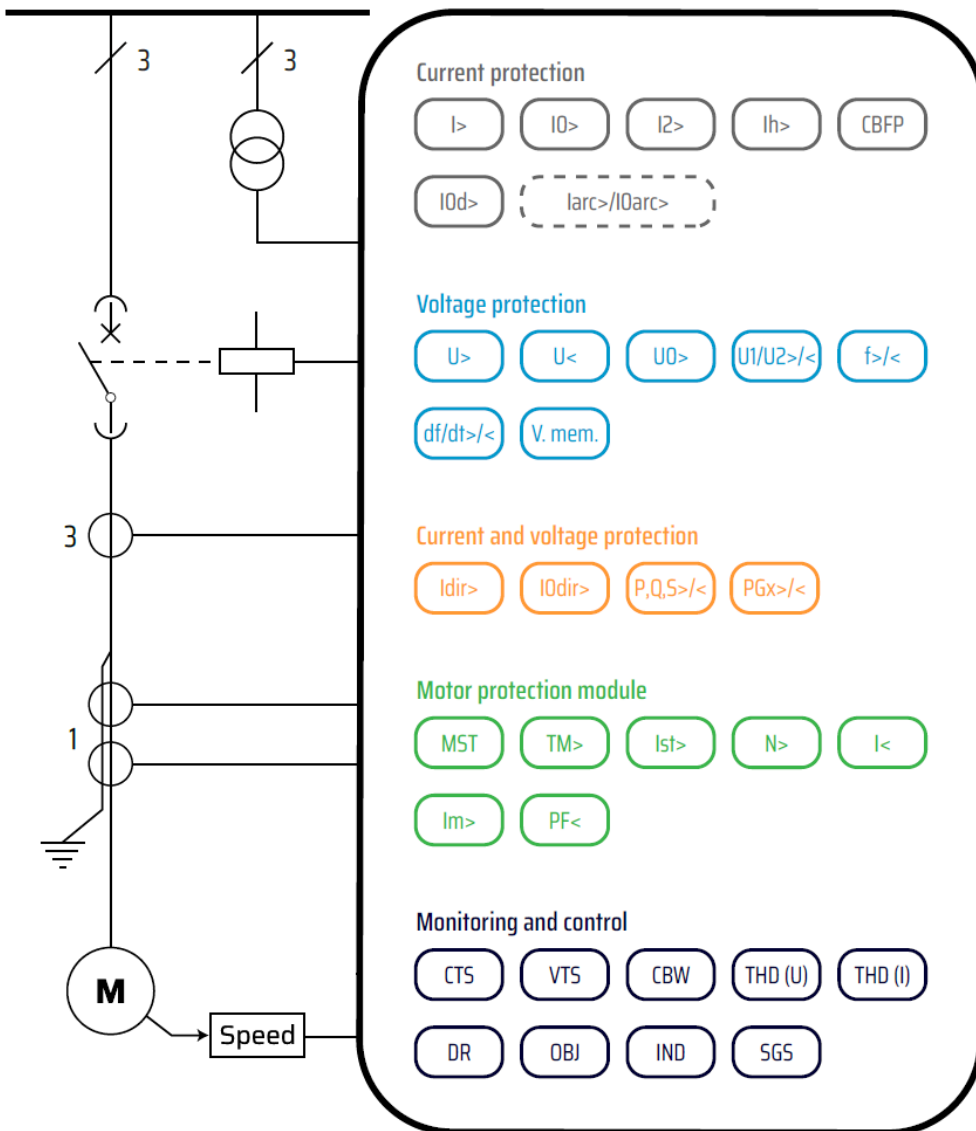 3
3
Current protection
I>
I0>
I2>
Ih>
CBFP
I0d>
Iarc>/I0arc>
Voltage protection
U>
U<
U0>
U1/U2>/<
f>/<
df/dt>/<
V. mem.
3
Current and voltage protection
Idir>
I0dir>
P,Q,S>/<
PGx>/<
Motor protection module
MST
TM>
Ist>
N>
I<
1
Im>
PF<
Monitoring and control
CTS
VTS
CBW
THD (U)
THD (I)
M
Speed
DR
OBJ
IND
SGS